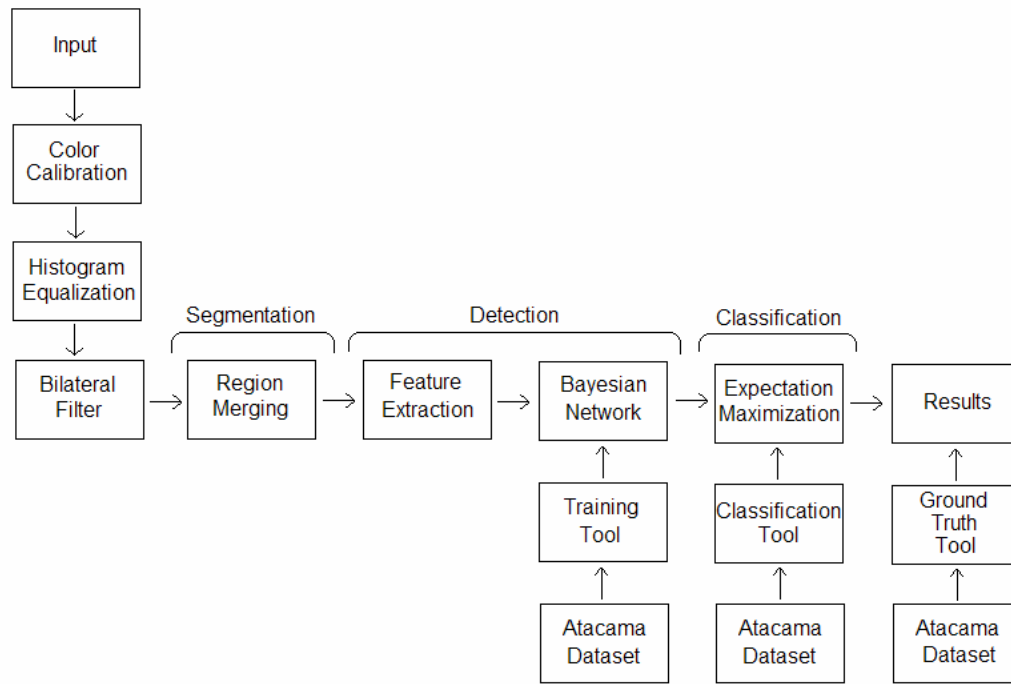 Input
Color
Calibration
Histogram
Equalization
Segmentation
Detection
Classification
Bilateral
Filter
Region
Merging
Feature
Extraction
Bayesian
Network
Expectation
Maximization
Results
Training
Tool
Classification
Tool
Ground
Truth
Tool
Atacama
Dataset
Atacama
Dataset
Atacama
Dataset